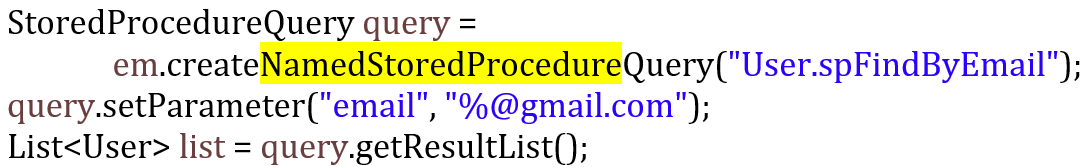 StoredProcedureQuery query =
em.createNamedStoredProcedureQuery("User.spFindByEmail");
query.setParameter("email", "%@gmail.com");
List<User> list = query.getResultList();